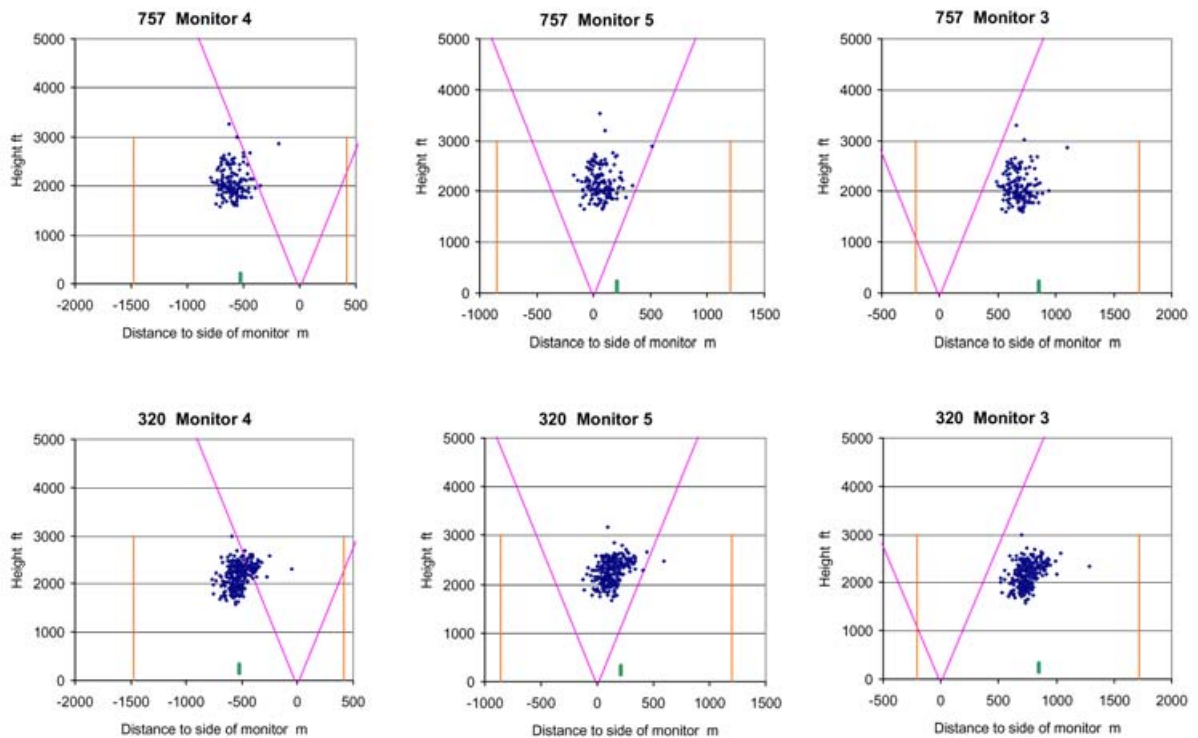 757 Monitor 4
5000
4000
3000
2000
1000
0
Height ft
-2000 -1500 -1000 -500 0 500
Distance to side of monitor m
757 Monitor 5
5000
4000
3000
2000
1000
0
Height ft
-1000 -500 0 500 1000 1500
Distance to side of monitor m
757 Monitor 3
5000
4000
3000
2000
1000
0
Height ft
-500 0 500 1000 1500 2000
Distance to side of monitor m
320 Monitor 4
5000
4000
3000
2000
1000
0
Height ft
-2000 -1500 -1000 -500 0 500
Distance to side of monitor m
320 Monitor 5
5000
4000
3000
2000
1000
0
Height ft
-1000 -500 0 500 1000 1500
Distance to side of monitor m
320 Monitor 3
5000
4000
3000
2000
1000
0
Height ft
-500 0 500 1000 1500 2000
Distance to side of monitor m